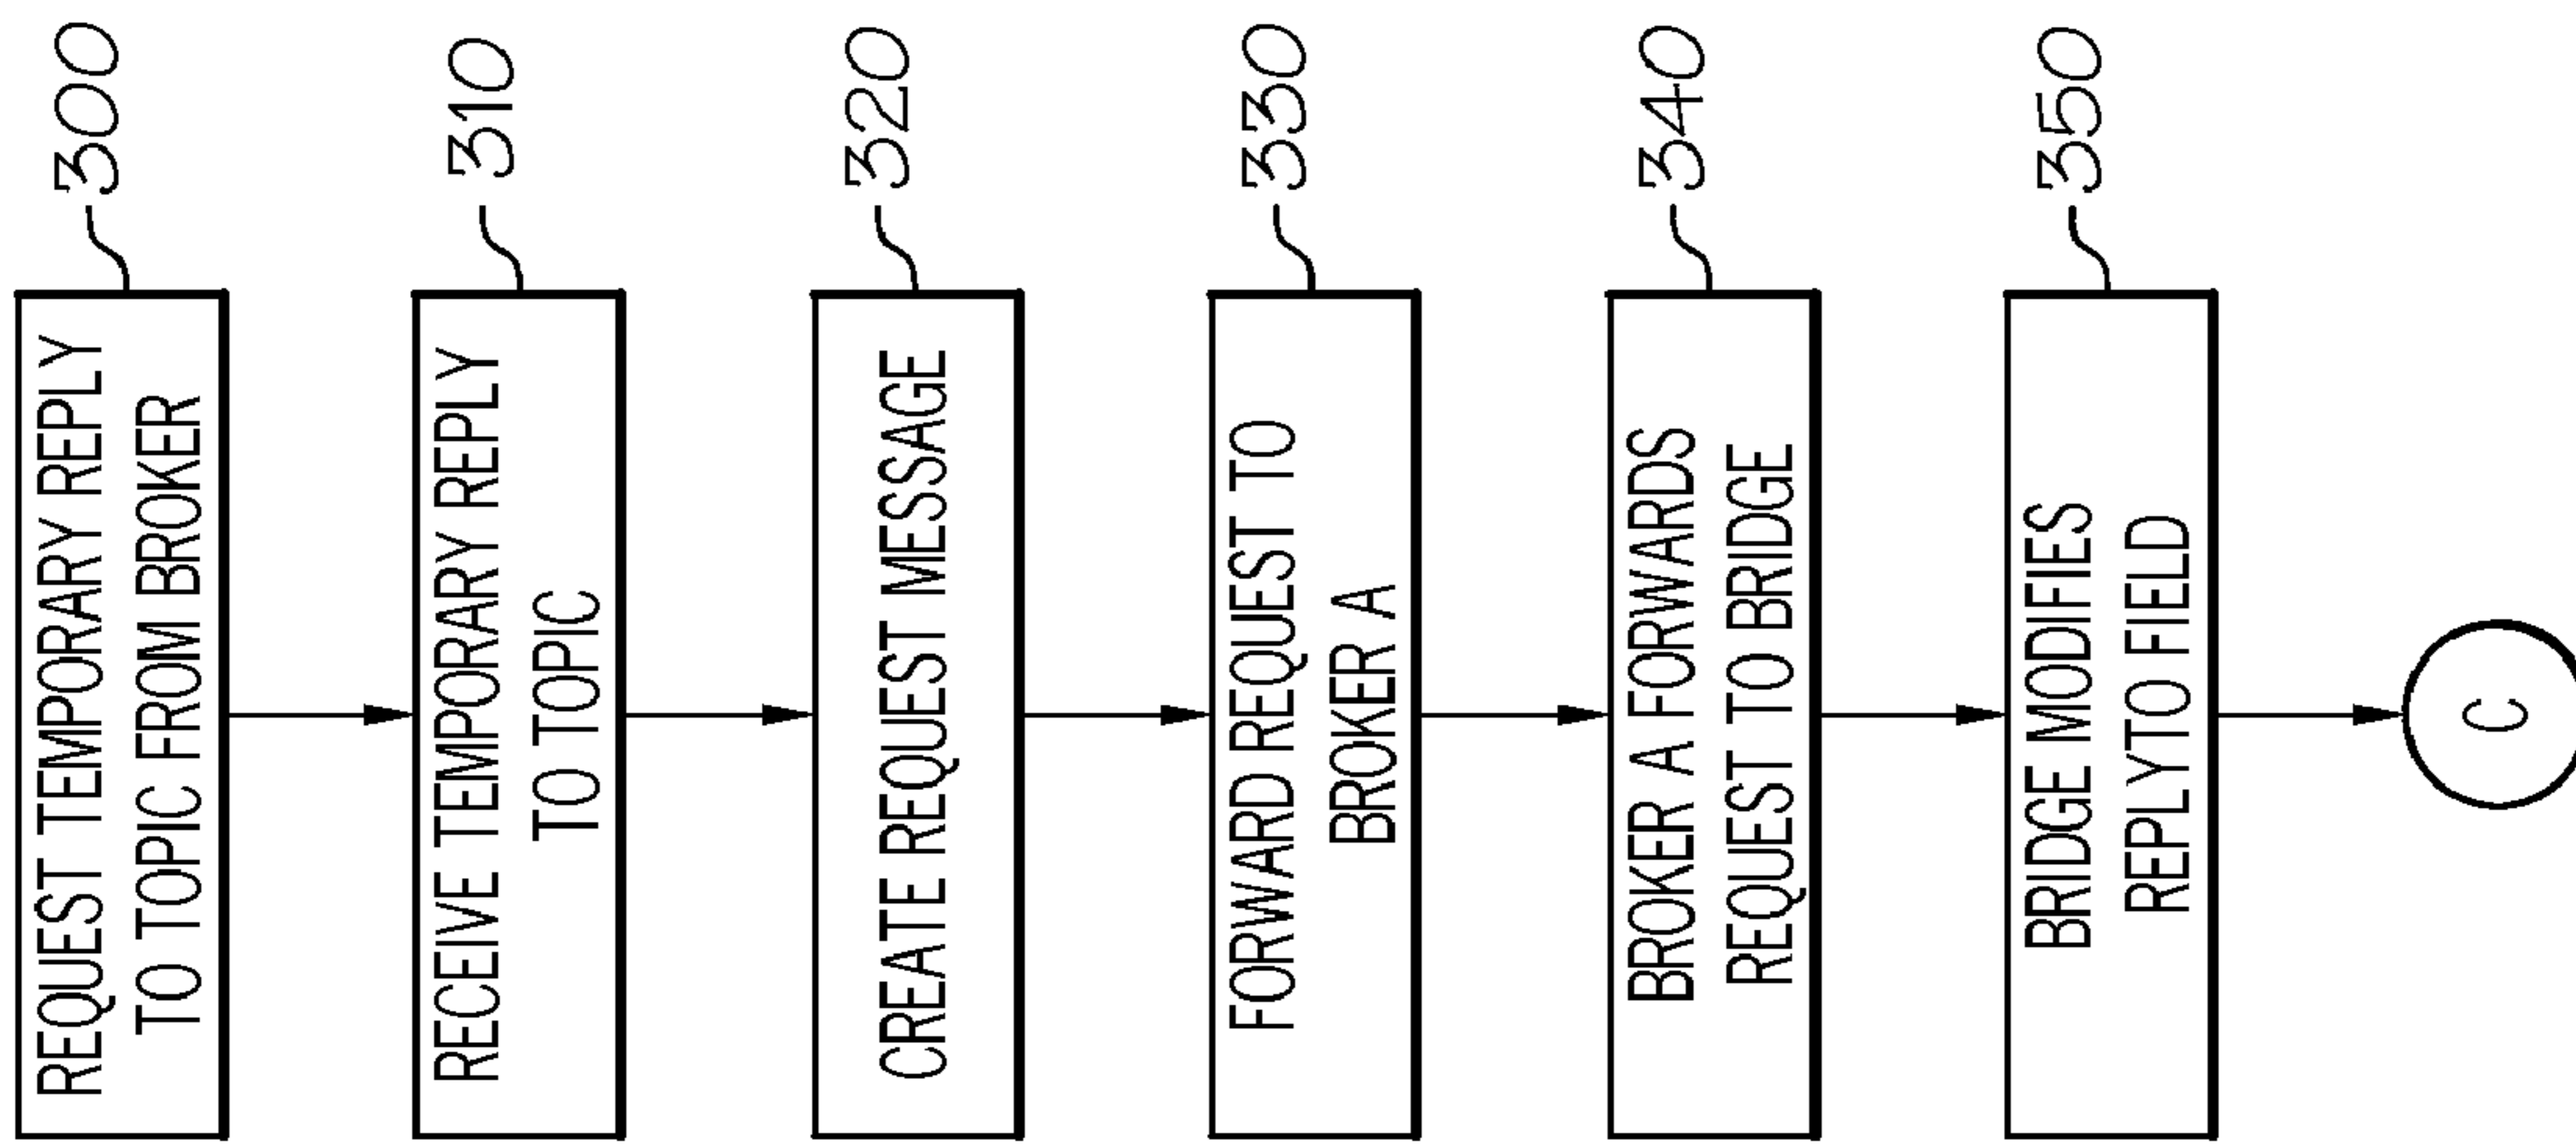 REQUEST TEMPORARY REPLY
TO TOPIC FROM BROKER
300
RECEIVE TEMPORARY REPLY
TO TOPIC
310
CREATE REQUEST MESSAGE
320
FORWARD REQUEST TO
BROKER A
330
BROKER A FORWARDS
REQUEST TO BRIDGE
340
BRIDGE MODIFIES
REPLYTO FIELD
350
C